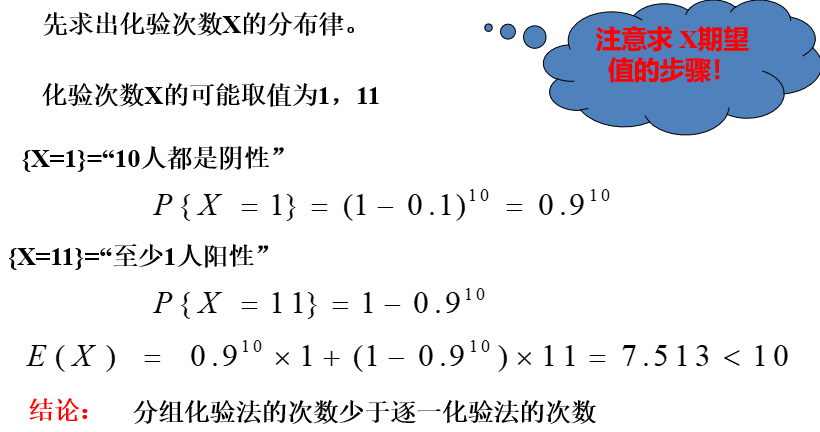 先求出化验次数X的分布律。
注意求 X期望
值的步骤！
化验次数X的可能取值为1，11
{X=1}=“10人都是阴性”
P{X = 1} = (1 − 0.1)^10 = 0.9^10
{X=11}=“至少1人阳性”
P{X = 11} = 1 − 0.9^10
E(X) = 0.9^10 × 1 + (1 − 0.9^10) × 11 = 7.513 < 10
结论： 分组化验法的次数少于逐一化验法的次数